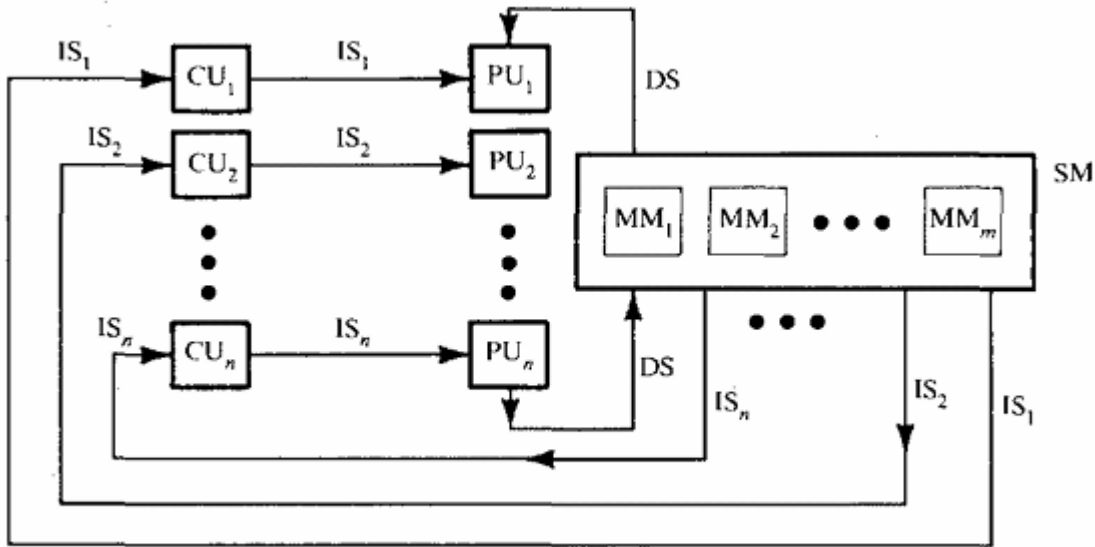 IS₁
CU₁
IS₁
PU₁
DS
IS₂
CU₂
IS₂
PU₂
SM
MM₁
MM₂
MMₘ
ISₙ
CUₙ
ISₙ
PUₙ
DS
ISₙ
IS₂
IS₁